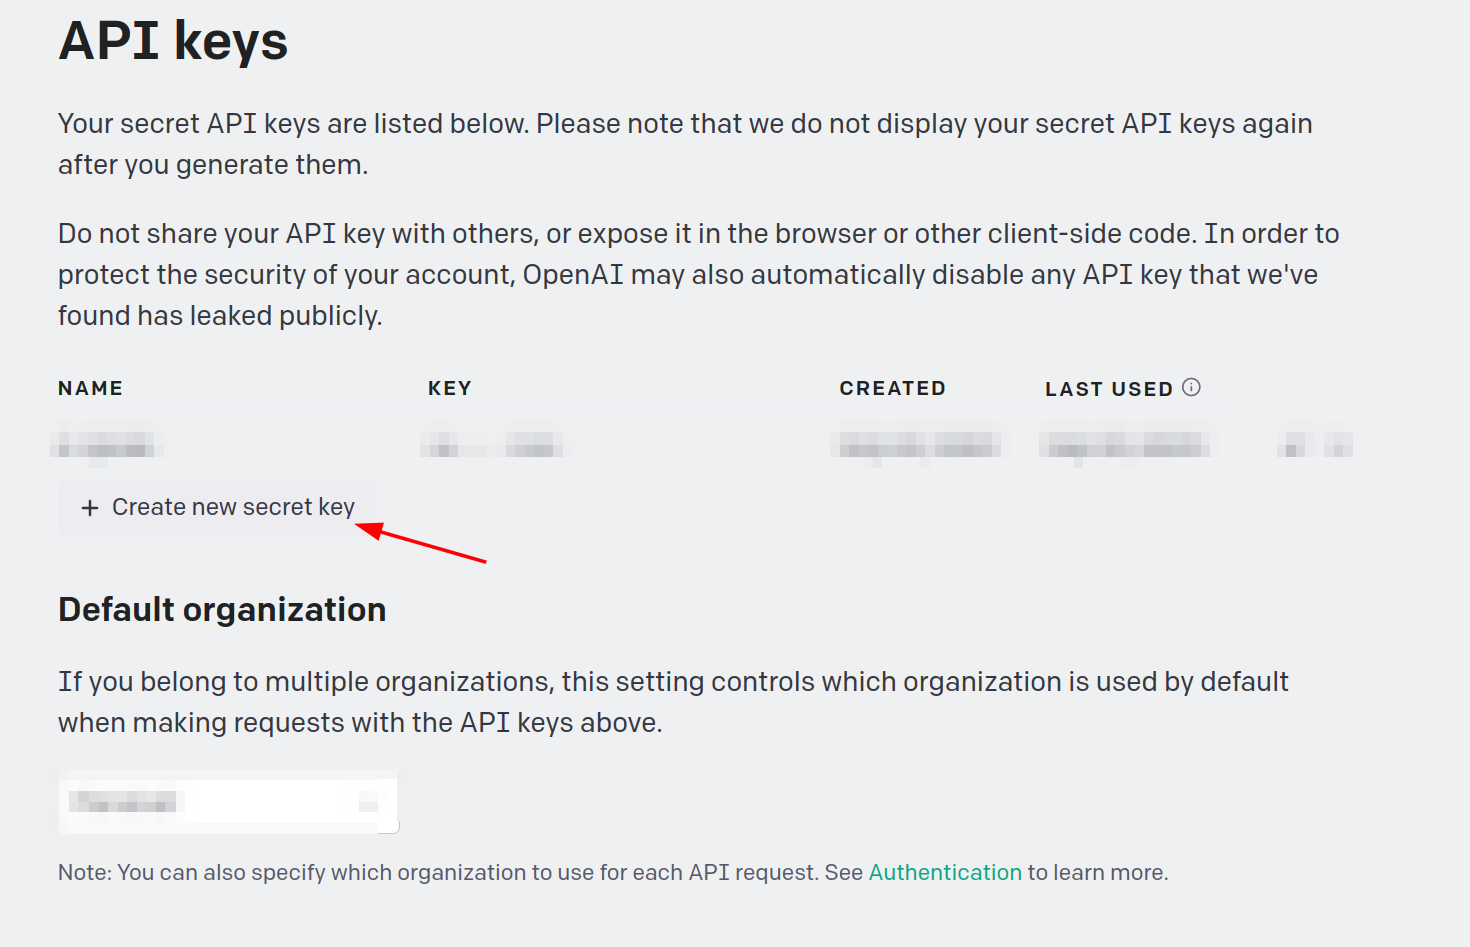 API keys
Your secret API keys are listed below. Please note that we do not display your secret API keys again
after you generate them.
Do not share your API key with others, or expose it in the browser or other client-side code. In order to
protect the security of your account, OpenAI may also automatically disable any API key that we've
found has leaked publicly.
NAME KEY CREATED LAST USED
+ Create new secret key
Default organization
If you belong to multiple organizations, this setting controls which organization is used by default
when making requests with the API keys above.
Note: You can also specify which organization to use for each API request. See Authentication to learn more.